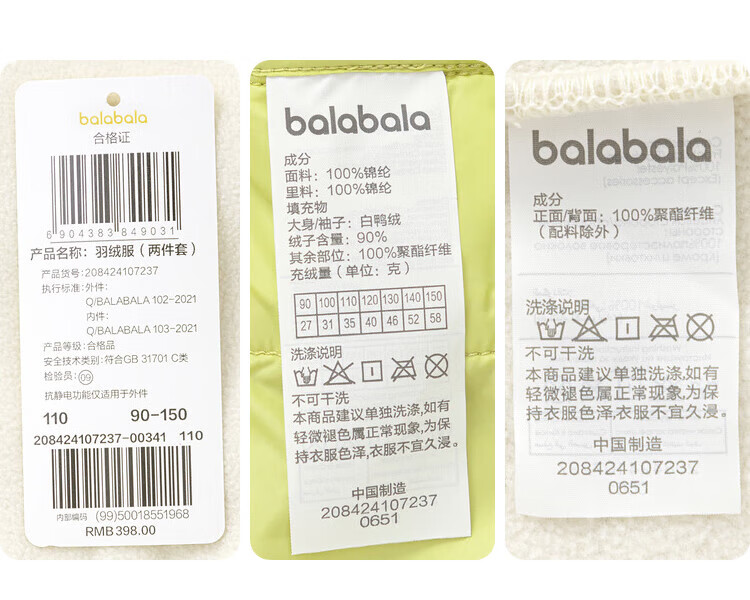 balabala
合格证
6 904383 849031
产品名称：羽绒服（两件套）
产品货号：208424107237
执行标准：外件：
Q/BALABALA 102-2021
内件：
Q/BALABALA 103-2021
产品等级：合格品
安全技术类别：符合GB 31701 C类
检验员：09
抗静电功能仅适用于外件
110 90-150
208424107237-00341 110
内部编码 (99)50018551968
RMB398.00
balabala
成分
面料：100%锦纶
里料：100%锦纶
填充物
大身/袖子：白鸭绒
绒子含量：90%
其余部位：100%聚酯纤维
充绒量（单位：克）
90 100 110 120 130 140 150
27 31 35 40 46 52 58
洗涤说明
不可干洗
本商品建议单独洗涤,如有
轻微褪色属正常现象,为保
持衣服色泽,衣服不宜久浸。
中国制造
208424107237
0651
balabala
成分
正面/背面：100%聚酯纤维
（配料除外）
洗涤说明
不可干洗
本商品建议单独洗涤,如有
轻微褪色属正常现象,为保
持衣服色泽,衣服不宜久浸。
中国制造
208424107237
0651